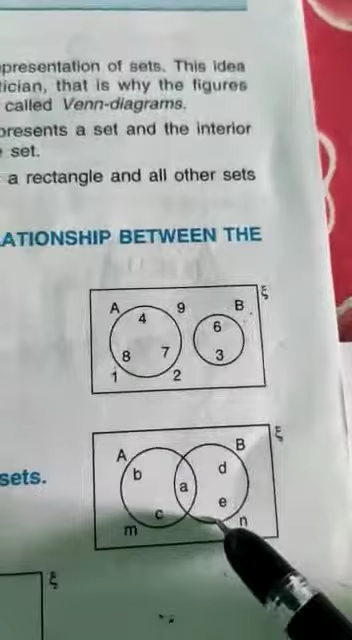 presentation of sets. This idea
tician, that is why the figures
called Venn-diagrams.
presents a set and the interior
set.
a rectangle and all other sets
ATIONSHIP BETWEEN THE
ξ
A 9 B
4
6
8 7 3
1 2
ξ
A B
b d
sets.
a
e
c
m n
ξ